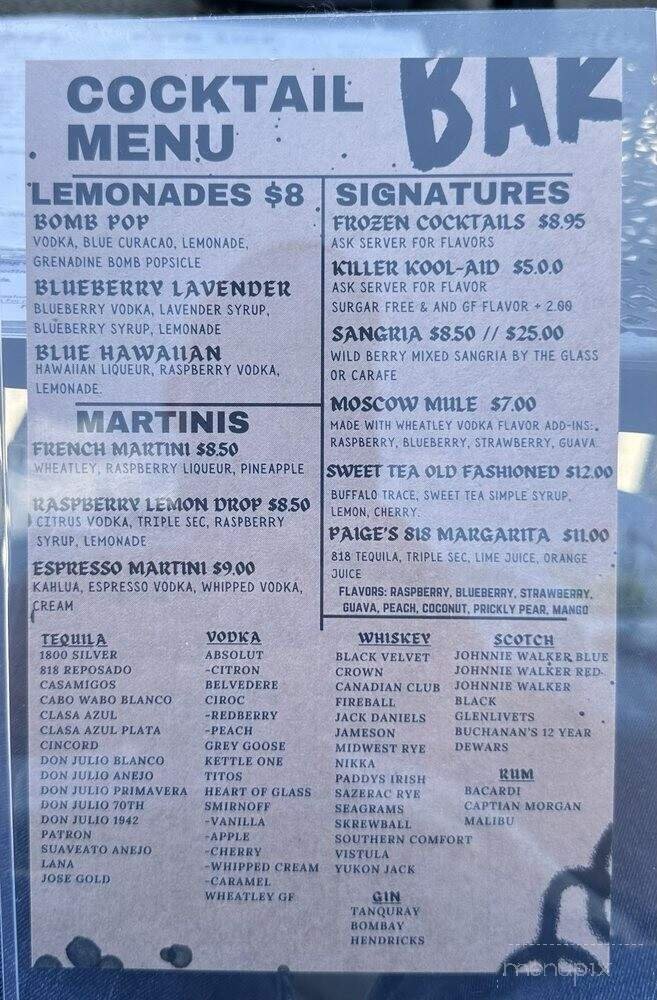 COCKTAIL
MENU
BAR
LEMONADES $8
BOMB POP
VODKA, BLUE CURACAO, LEMONADE,
GRENADINE BOMB POPSICLE
BLUEBERRY LAVENDER
BLUEBERRY VODKA, LAVENDER SYRUP,
BLUEBERRY SYRUP, LEMONADE
BLUE HAWAIIAN
HAWAIIAN LIQUEUR, RASPBERRY VODKA,
LEMONADE.
MARTINIS
FRENCH MARTINI $8.50
WHEATLEY, RASPBERRY LIQUEUR, PINEAPPLE
RASPBERRY LEMON DROP $8.50
CITRUS VODKA, TRIPLE SEC, RASPBERRY
SYRUP, LEMONADE
ESPRESSO MARTINI $9.00
KAHLUA, ESPRESSO VODKA, WHIPPED VODKA,
CREAM
SIGNATURES
FROZEN COCKTAILS $8.95
ASK SERVER FOR FLAVORS
KILLER KOOL-AID $5.0.0
ASK SERVER FOR FLAVOR
SURGAR FREE & AND GF FLAVOR + 2.00
SANGRIA $8.50 // $25.00
WILD BERRY MIXED SANGRIA BY THE GLASS
OR CARAFE
MOSCOW MULE $7.00
MADE WITH WHEATLEY VODKA FLAVOR ADD-INS:
RASPBERRY, BLUEBERRY, STRAWBERRY, GUAVA.
SWEET TEA OLD FASHIONED $12.00
BUFFALO TRACE, SWEET TEA SIMPLE SYRUP,
LEMON, CHERRY.
PAIGE'S 818 MARGARITA $11.00
818 TEQUILA, TRIPLE SEC, LIME JUICE, ORANGE
JUICE
FLAVORS: RASPBERRY, BLUEBERRY, STRAWBERRY,
GUAVA, PEACH, COCONUT, PRICKLY PEAR, MANGO
TEQUILA
1800 SILVER
818 REPOSADO
CASAMIGOS
CABO WABO BLANCO
CLASA AZUL
CLASA AZUL PLATA
CINCORD
DON JULIO BLANCO
DON JULIO ANEJO
DON JULIO PRIMAVERA
DON JULIO 70TH
DON JULIO 1942
PATRON
SUAVEATO ANEJO
LANA
JOSE GOLD
VODKA
ABSOLUT
-CITRON
BELVEDERE
CIROC
-REDBERRY
-PEACH
GREY GOOSE
KETTLE ONE
TITOS
HEART OF GLASS
SMIRNOFF
-VANILLA
-APPLE
-CHERRY
-WHIPPED CREAM
-CARAMEL
WHEATLEY GF
WHISKEY
BLACK VELVET
CROWN
CANADIAN CLUB
FIREBALL
JACK DANIELS
JAMESON
MIDWEST RYE
NIKKA
PADDYS IRISH
SAZERAC RYE
SEAGRAMS
SKREWBALL
SOUTHERN COMFORT
VISTULA
YUKON JACK
GIN
TANQURAY
BOMBAY
HENDRICKS
SCOTCH
JOHNNIE WALKER BLUE
JOHNNIE WALKER RED
JOHNNIE WALKER
BLACK
GLENLIVETS
BUCHANAN'S 12 YEAR
DEWARS
RUM
BACARDI
CAPTIAN MORGAN
MALIBU
menupix